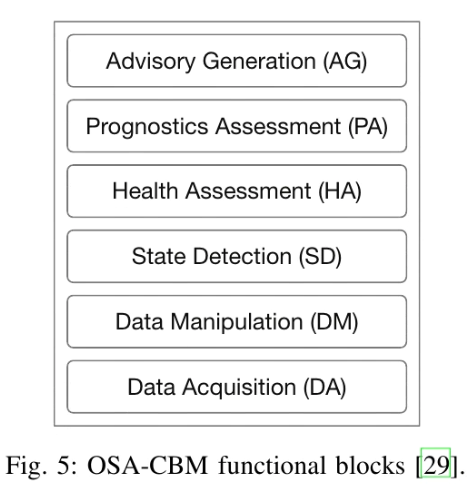 Advisory Generation (AG)
Prognostics Assessment (PA)
Health Assessment (HA)
State Detection (SD)
Data Manipulation (DM)
Data Acquisition (DA)
Fig. 5: OSA-CBM functional blocks [29].